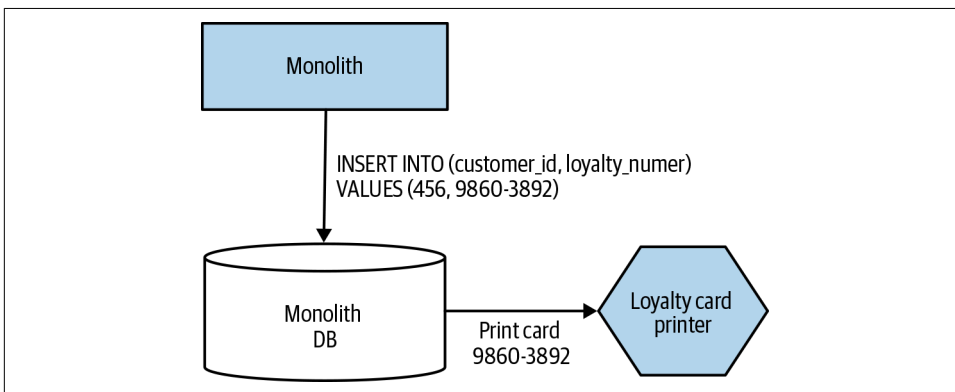 Monolith
INSERT INTO (customer_id, loyalty_numer)
VALUES (456, 9860-3892)
Monolith
DB
Print card
9860-3892
Loyalty card
printer